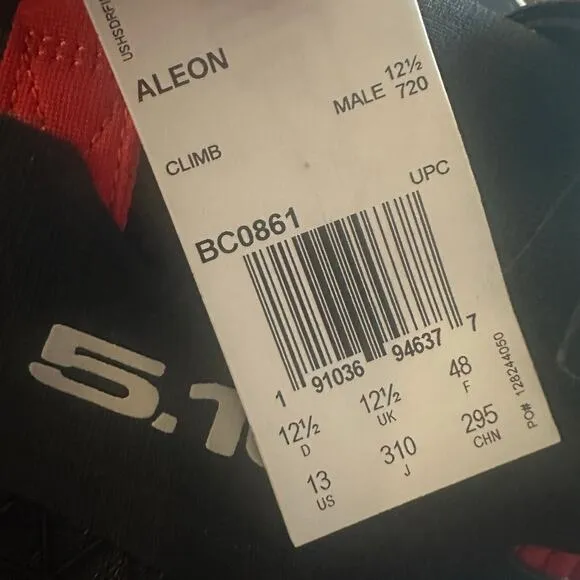 USHSDRFI
ALEON
MALE 12½
720
CLIMB
UPC
BC0861
1 91036 94637 7
12½ 12½ 48
D UK F
13 310 295
US J CHN
PO# 128244050
5.1